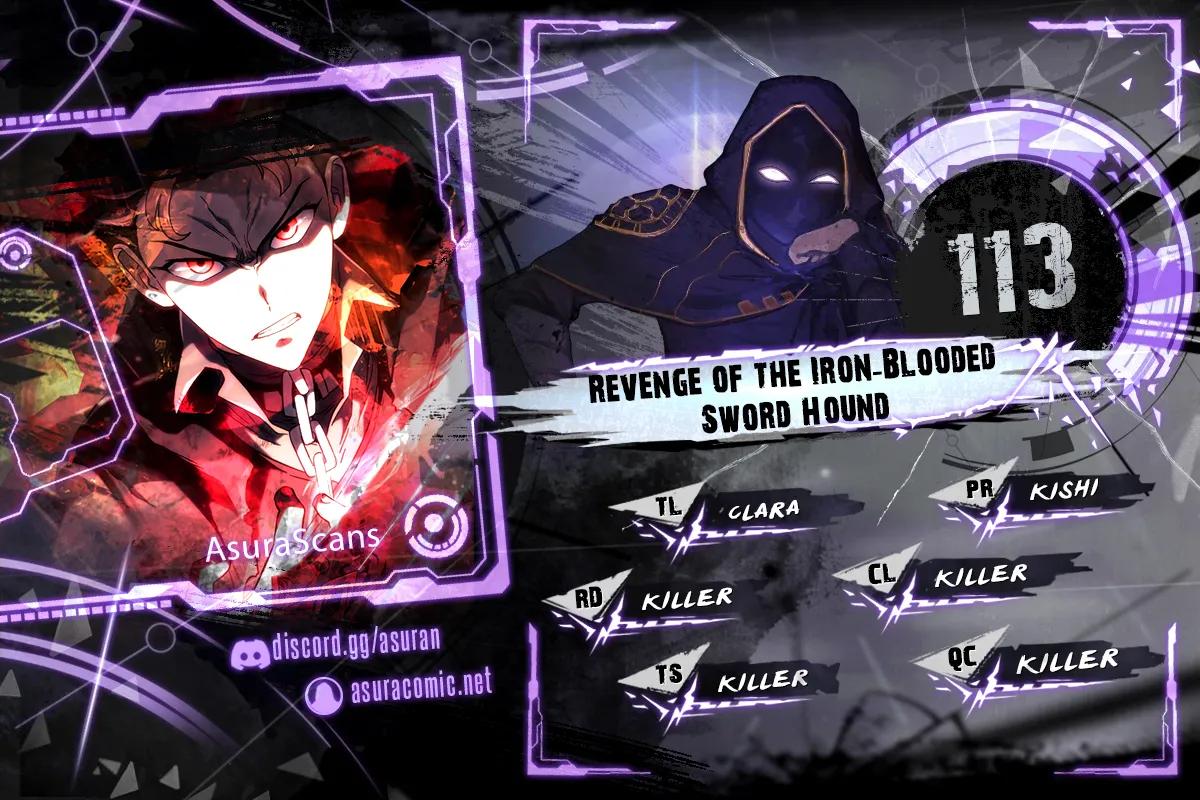 113
REVENGE OF THE IRON-BLOODED
SWORD HOUND
TL CLARA
PR KISHI
RD KILLER
CL KILLER
TS KILLER
QC KILLER
AsuraScans
discord.gg/asuran
asuracomic.net